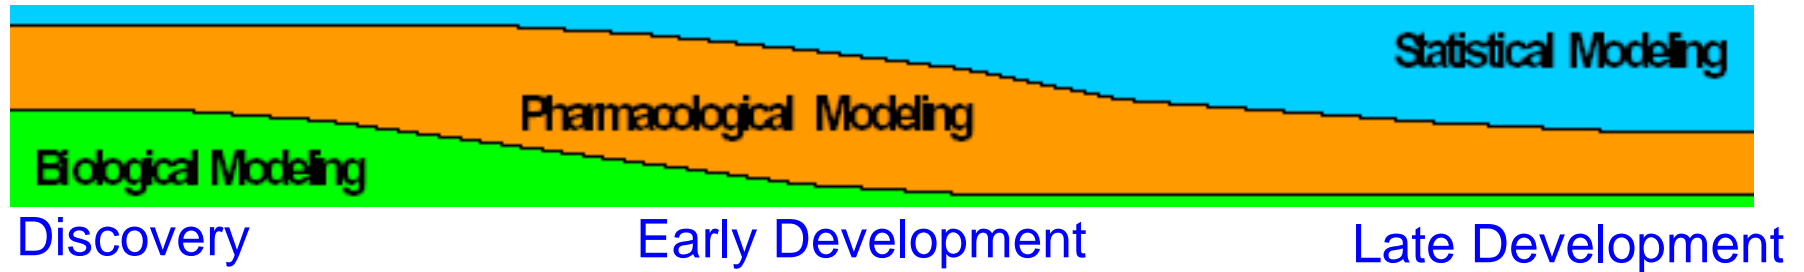 Statistical Modeling
Pharmacological Modeling
Biological Modeling
Discovery
Early Development
Late Development